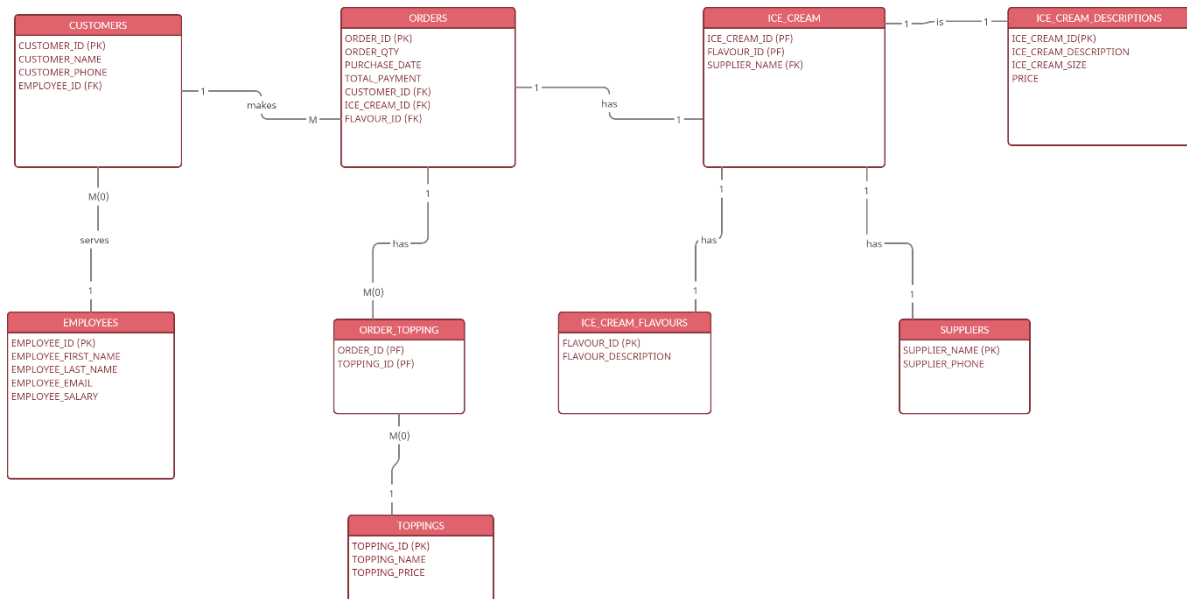 CUSTOMERS
CUSTOMER_ID (PK)
CUSTOMER_NAME
CUSTOMER_PHONE
EMPLOYEE_ID (FK)
1
makes
M
ORDERS
ORDER_ID (PK)
ORDER_QTY
PURCHASE_DATE
TOTAL_PAYMENT
CUSTOMER_ID (FK)
ICE_CREAM_ID (FK)
FLAVOUR_ID (FK)
1
has
1
ICE_CREAM
ICE_CREAM_ID (PF)
FLAVOUR_ID (PF)
SUPPLIER_NAME (FK)
1
is
1
ICE_CREAM_DESCRIPTIONS
ICE_CREAM_ID(PK)
ICE_CREAM_DESCRIPTION
ICE_CREAM_SIZE
PRICE
M(0)
serves
1
1
has
M(0)
1
has
1
1
has
1
EMPLOYEES
EMPLOYEE_ID (PK)
EMPLOYEE_FIRST_NAME
EMPLOYEE_LAST_NAME
EMPLOYEE_EMAIL
EMPLOYEE_SALARY
ORDER_TOPPING
ORDER_ID (PF)
TOPPING_ID (PF)
ICE_CREAM_FLAVOURS
FLAVOUR_ID (PK)
FLAVOUR_DESCRIPTION
SUPPLIERS
SUPPLIER_NAME (PK)
SUPPLIER_PHONE
M(0)
1
TOPPINGS
TOPPING_ID (PK)
TOPPING_NAME
TOPPING_PRICE